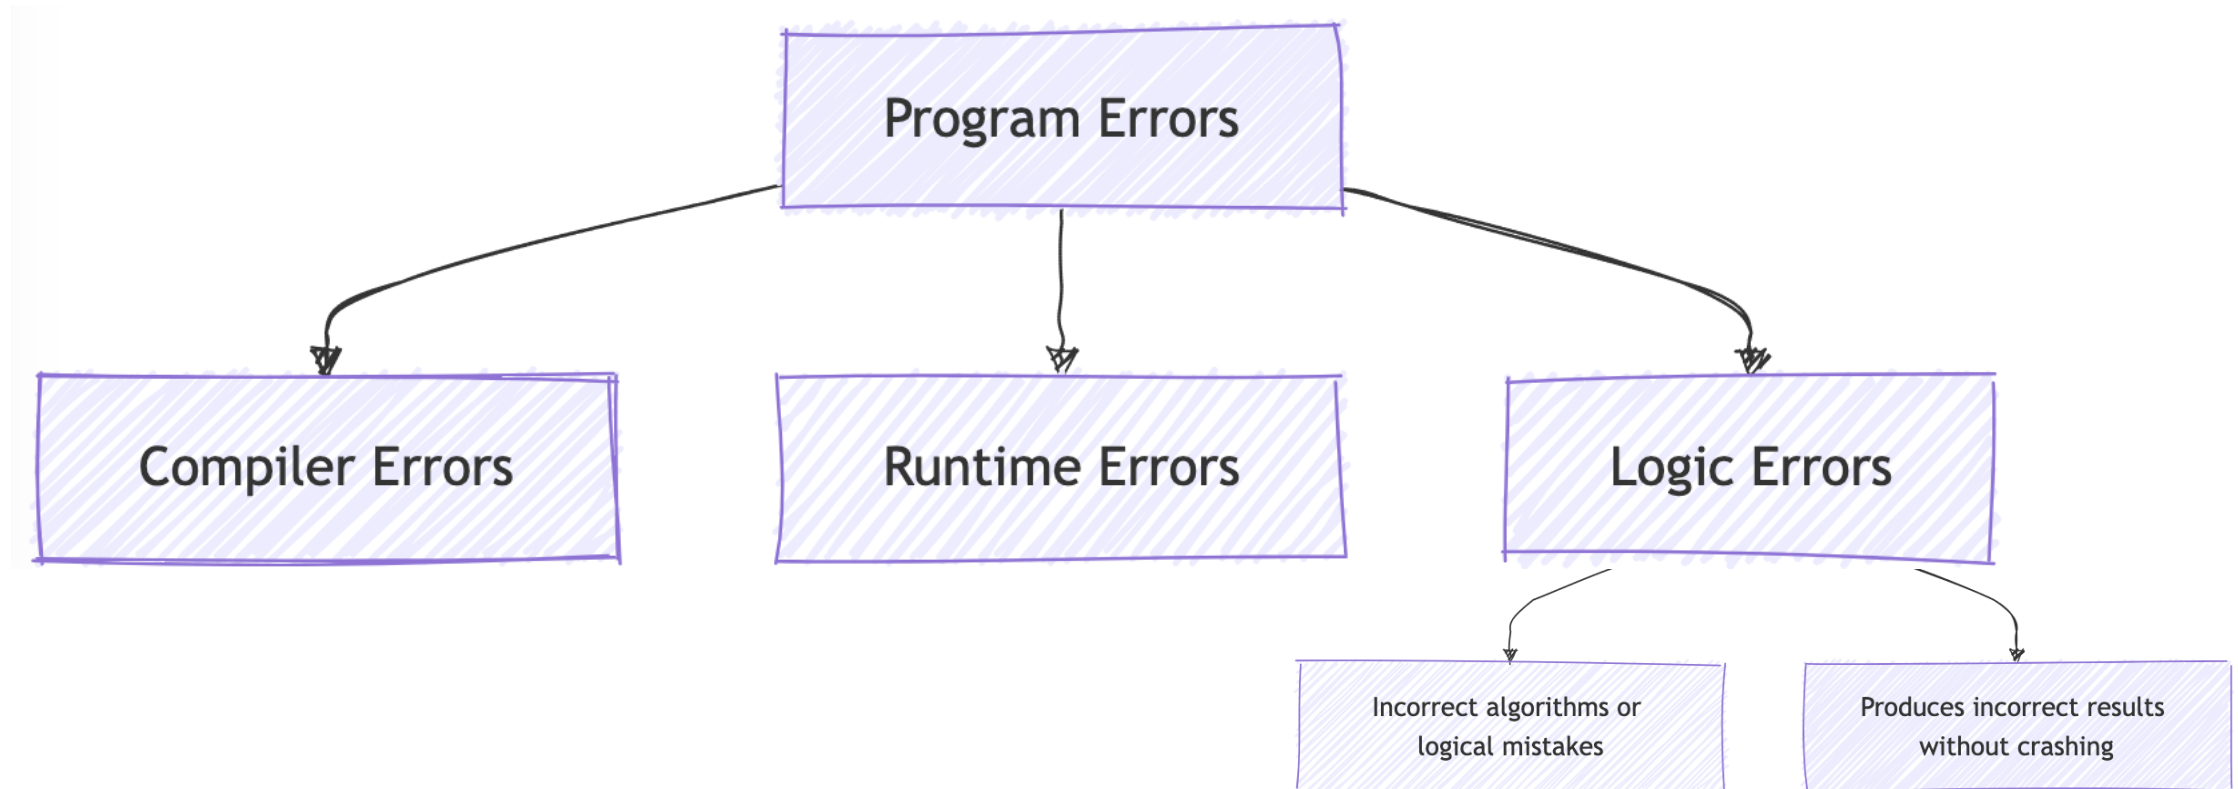 Program Errors
Compiler Errors
Runtime Errors
Logic Errors
Incorrect algorithms or
logical mistakes
Produces incorrect results
without crashing